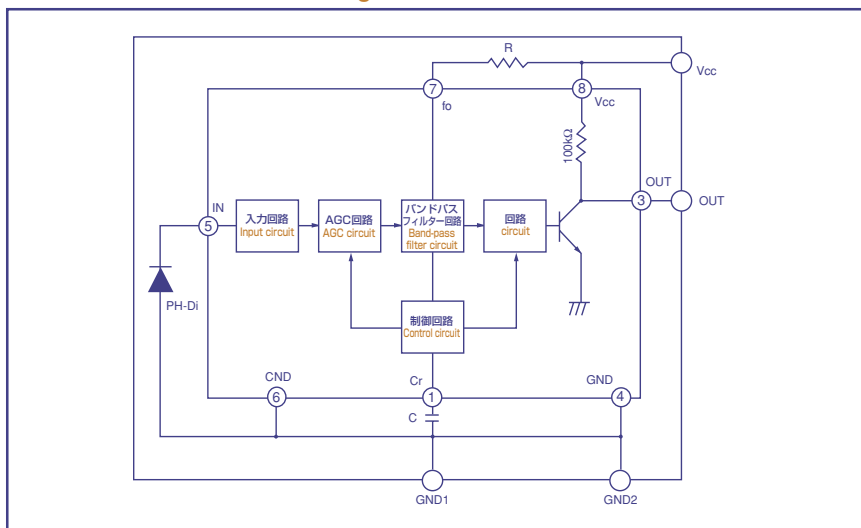 R
Vcc
7
8
fo
Vcc
100kΩ
OUT
IN
3
OUT
入力回路
Input circuit
AGC回路
AGC circuit
バンドパス
フィルター回路
Band-pass
filter circuit
回路
circuit
5
PH-Di
制御回路
Control circuit
CND
Cr
GND
6
1
4
C
GND1
GND2